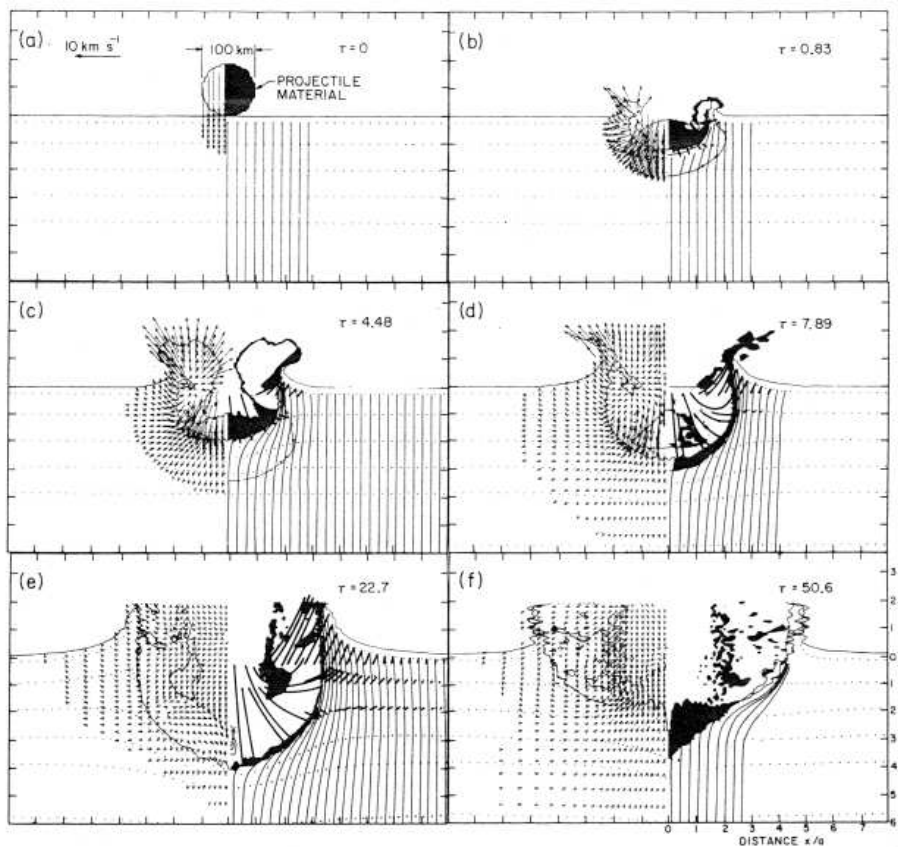 (a)
10 km s⁻¹
100 km
τ = 0
PROJECTILE
MATERIAL
(b)
τ = 0.83
(c)
τ = 4.48
(d)
τ = 7.89
(e)
τ = 22.7
(f)
τ = 50.6
3
2
1
0
1
2
3
4
5
6
0 1 2 3 4 5 6 7 8
DISTANCE x/a